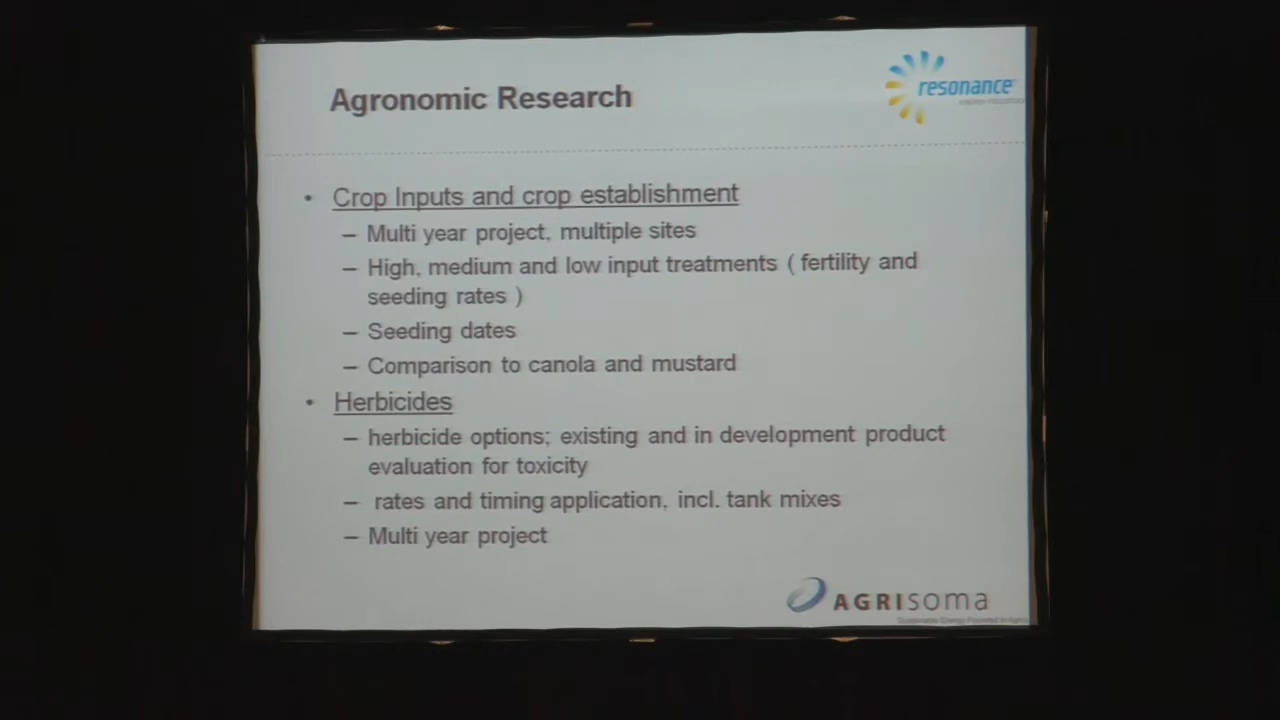 Agronomic Research
resonance
• Crop Inputs and crop establishment
– Multi year project, multiple sites
– High, medium and low input treatments ( fertility and
seeding rates )
– Seeding dates
– Comparison to canola and mustard
• Herbicides
– herbicide options; existing and in development product
evaluation for toxicity
– rates and timing application, incl. tank mixes
– Multi year project
AGRISOMA